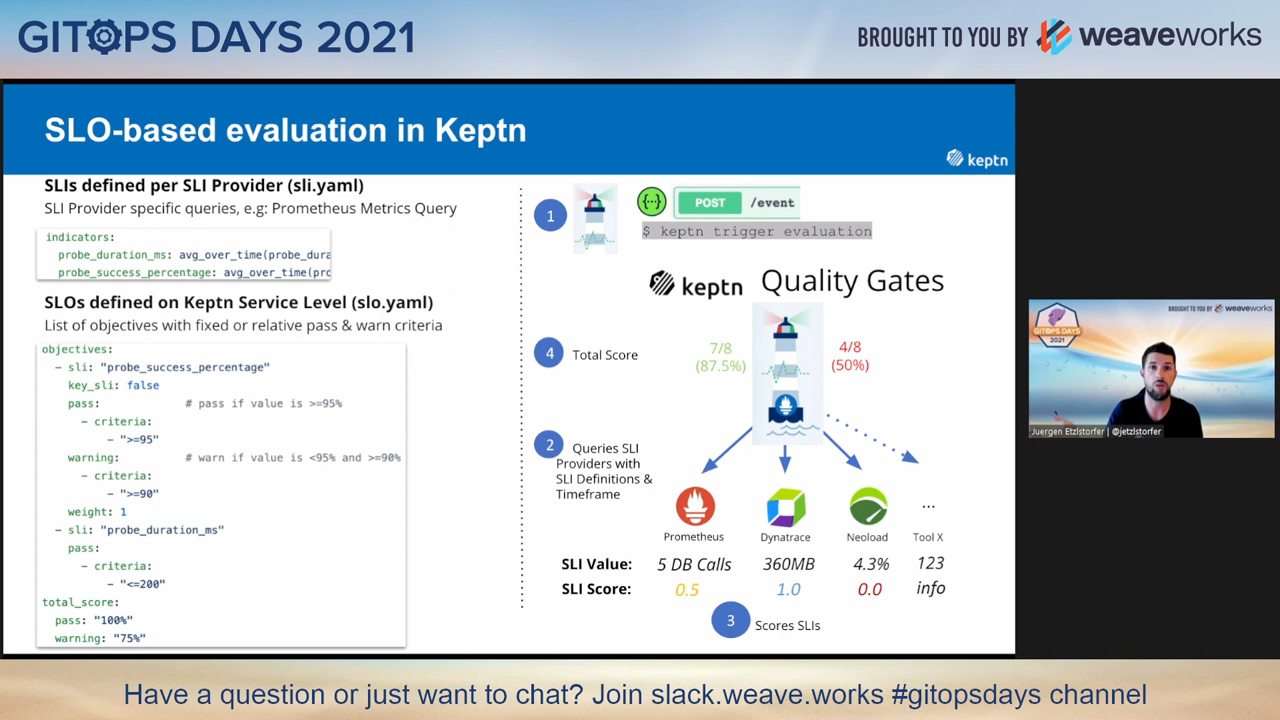 GITOPS DAYS 2021
BROUGHT TO YOU BY weaveworks
SLO-based evaluation in Keptn
keptn
SLIs defined per SLI Provider (sli.yaml)
SLI Provider specific queries, e.g: Prometheus Metrics Query
indicators:
probe_duration_ms: avg_over_time(probe_dura
probe_success_percentage: avg_over_time(pro
SLOs defined on Keptn Service Level (slo.yaml)
List of objectives with fixed or relative pass & warn criteria
objectives:
- sli: "probe_success_percentage"
key_sli: false
pass: # pass if value is >=95%
- criteria:
- ">=95"
warning: # warn if value is <95% and >=90%
- criteria:
- ">=90"
weight: 1
- sli: "probe_duration_ms"
pass:
- criteria:
- "<=200"
total_score:
pass: "100%"
warning: "75%"
1
{··}
POST /event
$ keptn trigger evaluation
keptn Quality Gates
4 Total Score
7/8
(87.5%)
4/8
(50%)
2 Queries SLI
Providers with
SLI Definitions &
Timeframe
Prometheus Dynatrace Neoload Tool X
...
SLI Value: 5 DB Calls 360MB 4.3% 123
SLI Score: 0.5 1.0 0.0 info
3 Scores SLIs
GITOPS DAYS
2021
BROUGHT TO YOU BY weaveworks
Juergen Etzlstorfer | @jetzlstorfer
Have a question or just want to chat? Join slack.weave.works #gitopsdays channel